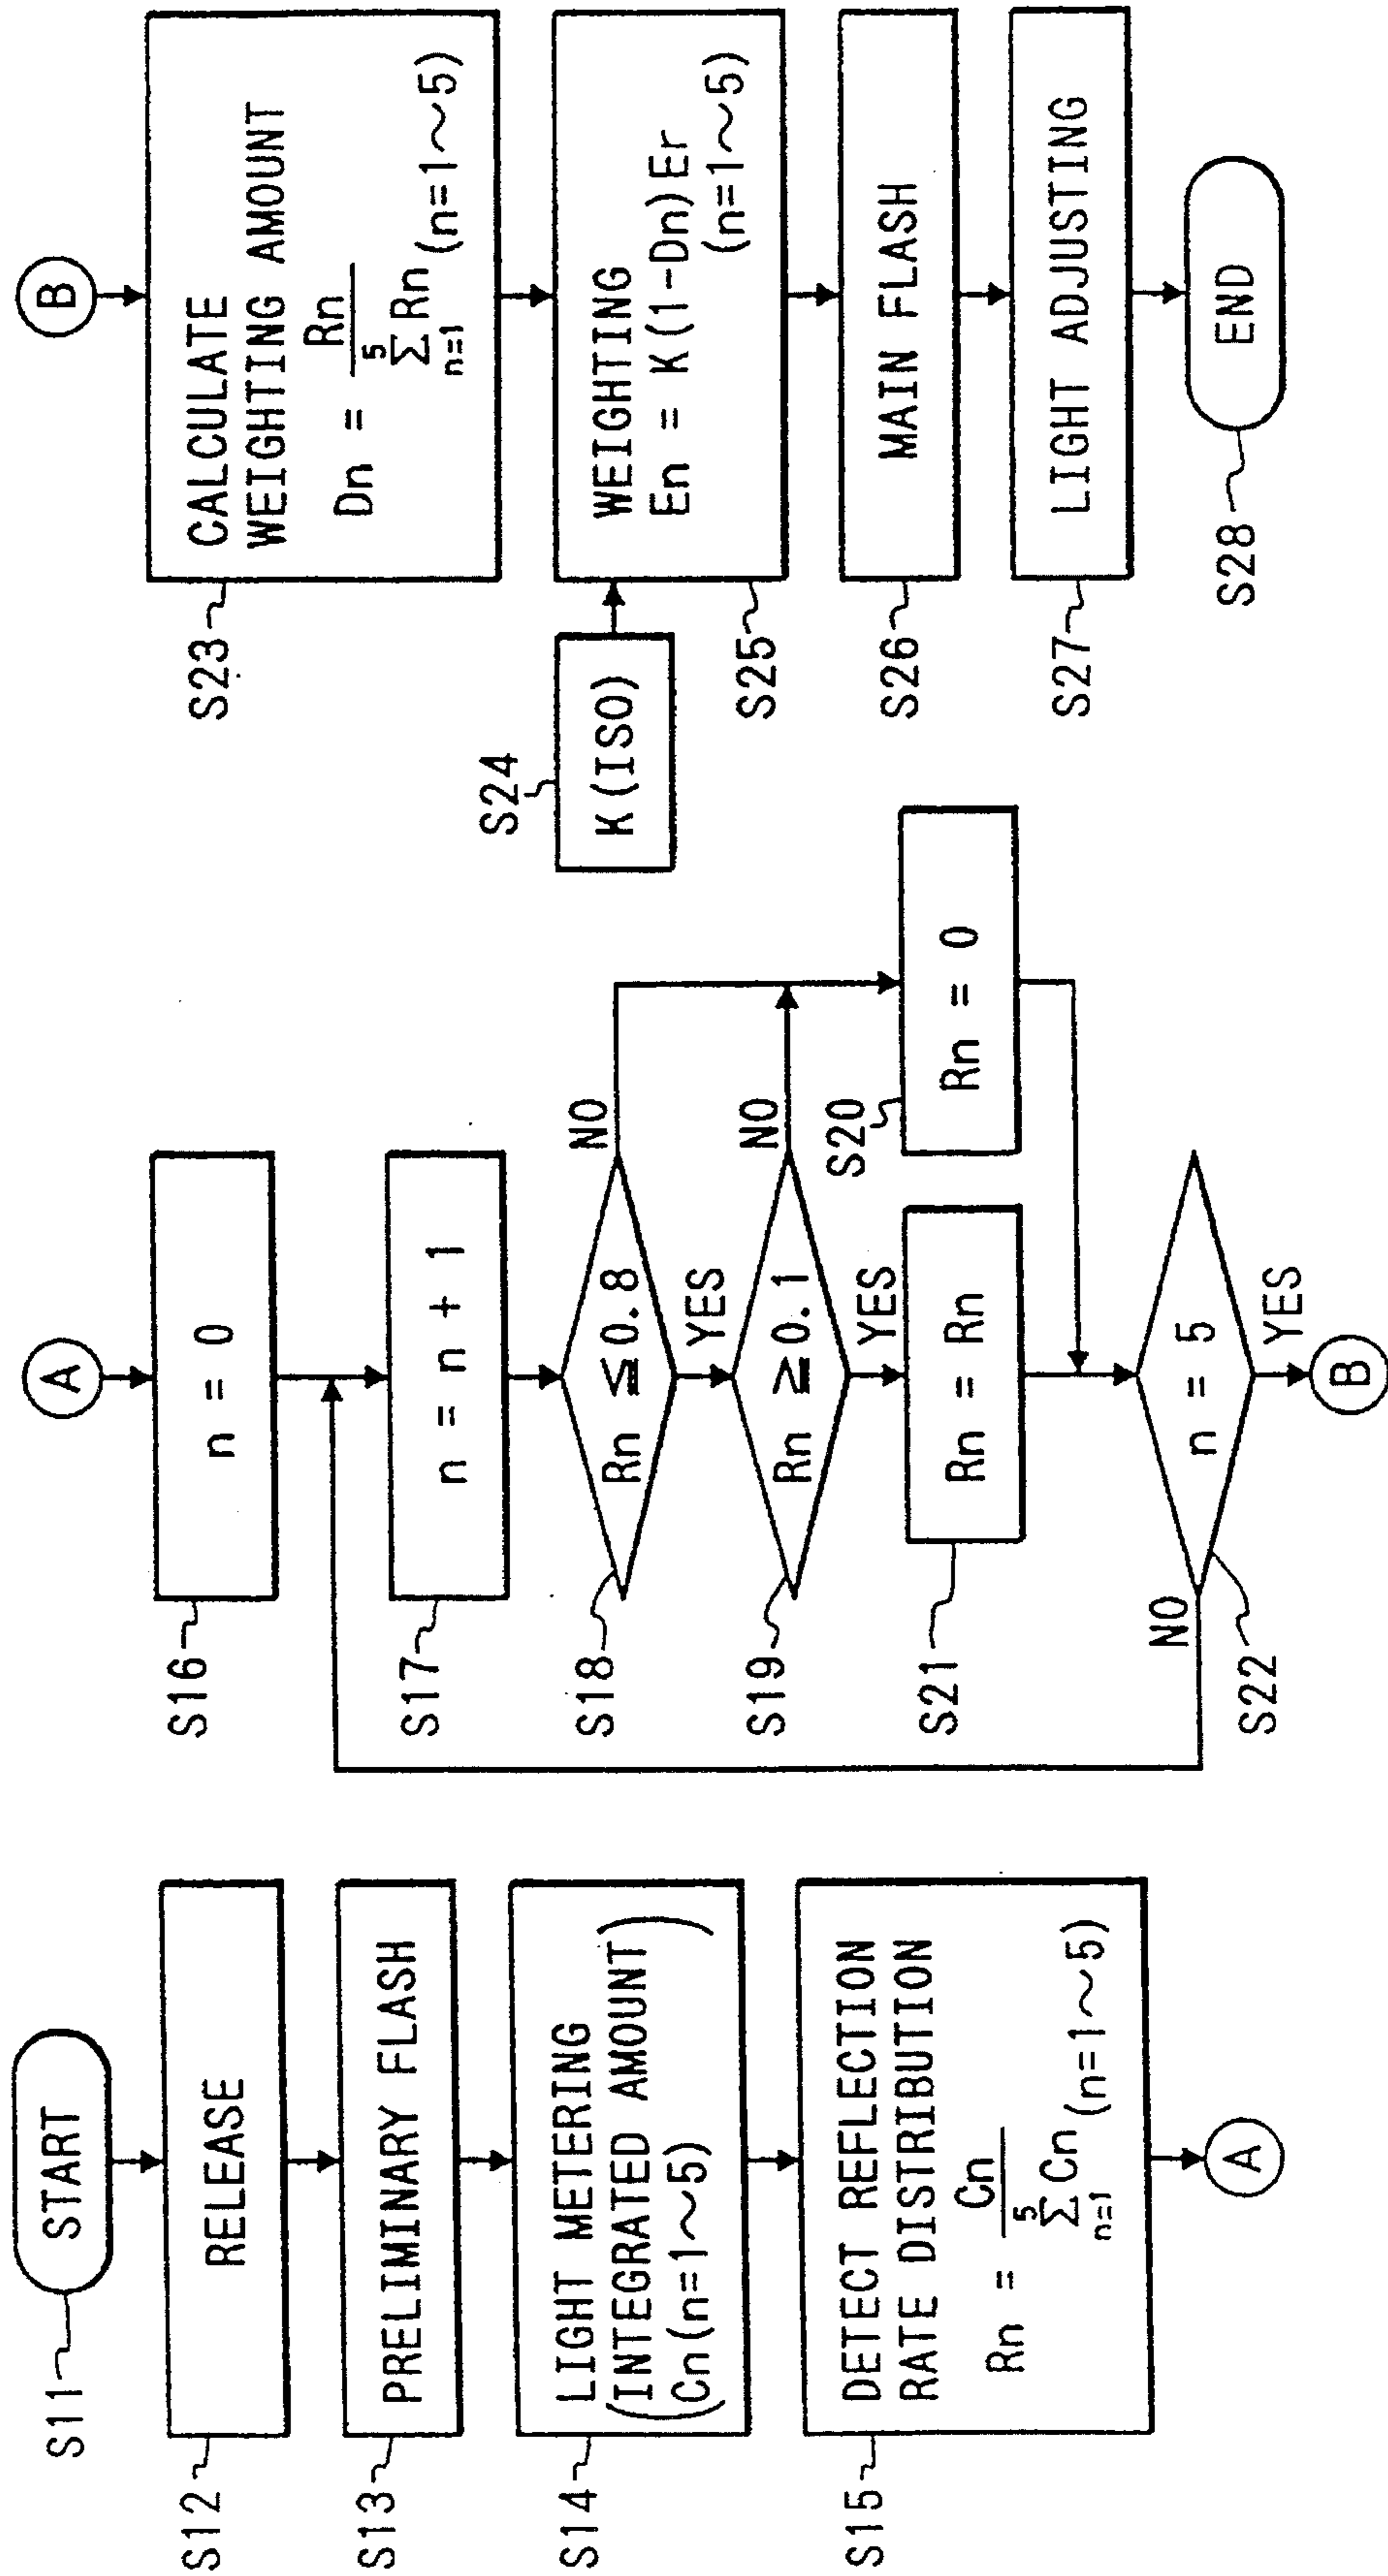 S11
START
S12
RELEASE
S13
PRELIMINARY FLASH
S14
LIGHT METERING
(INTEGRATED AMOUNT)
Cn(n=1~5)
S15
DETECT REFLECTION
RATE DISTRIBUTION
Rn = Cn / 5 Σ n=1 Cn (n=1~5)
A
A
S16
n = 0
S17
n = n + 1
S18
Rn ≦0.8
NO
YES
S19
Rn ≧0.1
NO
YES
S20
Rn = 0
S21
Rn = Rn
S22
n = 5
NO
YES
B
B
S23
CALCULATE
WEIGHTING AMOUNT
Dn = Rn / 5 Σ n=1 Rn (n=1~5)
S24
K(ISO)
S25
WEIGHTING
En = K(1-Dn)Er
(n=1~5)
S26
MAIN FLASH
S27
LIGHT ADJUSTING
S28
END